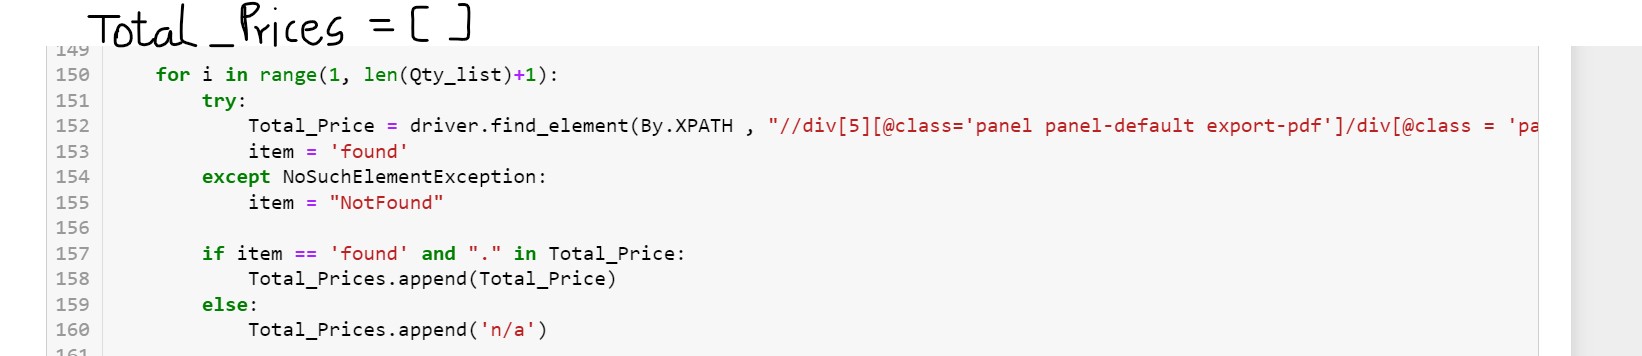 Total_Prices = [ ]
149
150 for i in range(1, len(Qty_list)+1):
151 try:
152 Total_Price = driver.find_element(By.XPATH , "//div[5][@class='panel panel-default export-pdf']/div[@class = 'pa
153 item = 'found'
154 except NoSuchElementException:
155 item = "NotFound"
156
157 if item == 'found' and "." in Total_Price:
158 Total_Prices.append(Total_Price)
159 else:
160 Total_Prices.append('n/a')
161